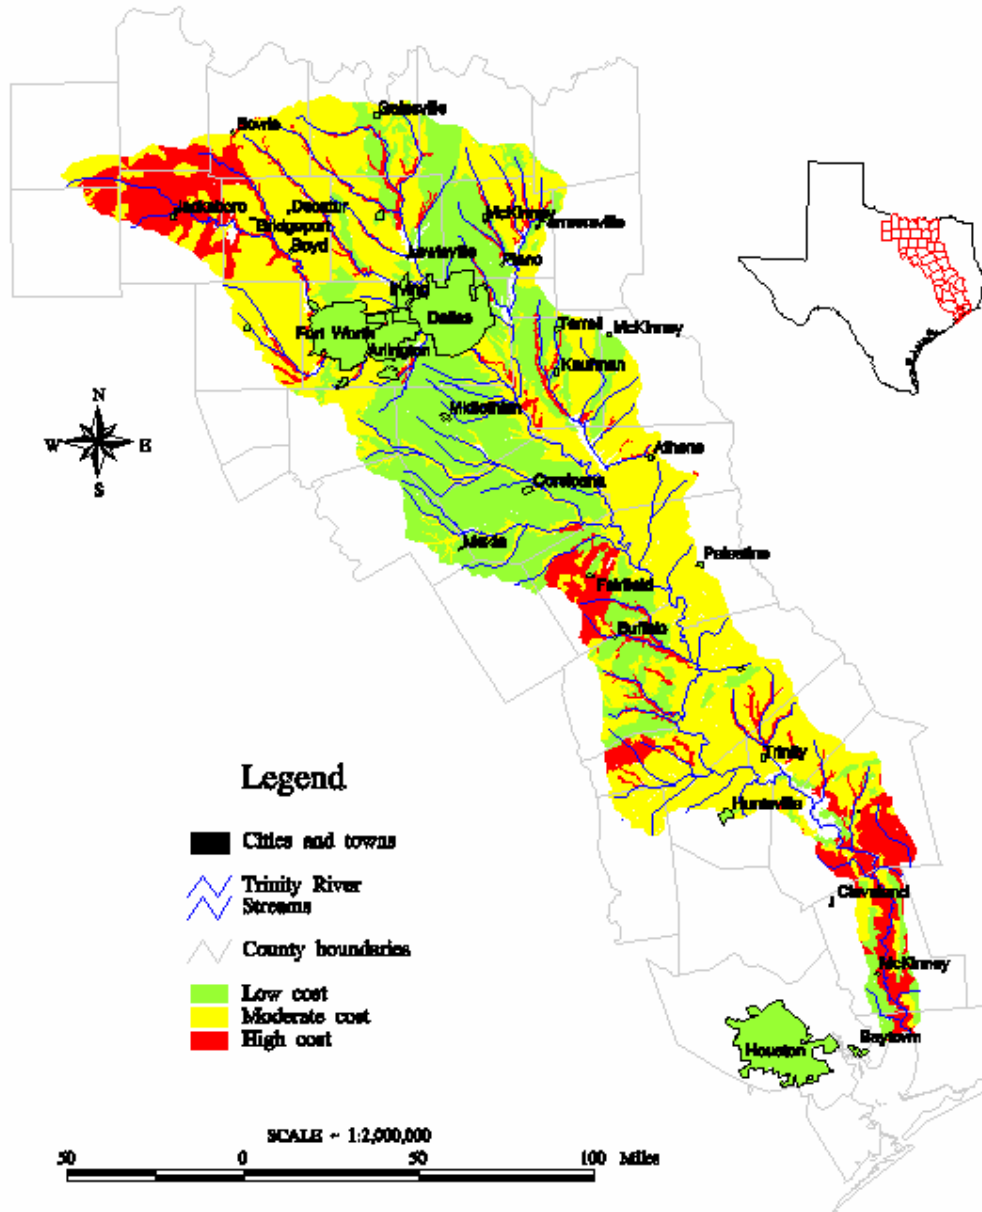 Gainesville
Bowie
Jacksboro
Decatur
Bridgeport
Boyd
McKinney
Farmersville
Lewisville
Plano
Irving
Dallas
Fort Worth
Arlington
Terrell
McKinney
Kaufman
N
W E
S
Midlothian
Athens
Corsicana
Mexia
Palestine
Fairfield
Buffalo
Trinity
Huntsville
Legend
Cities and towns
Trinity River
Streams
County boundaries
Low cost
Moderate cost
High cost
Cleveland
McKinney
Baytown
Houston
SCALE ~ 1:2,000,000
50 0 50 100 Miles